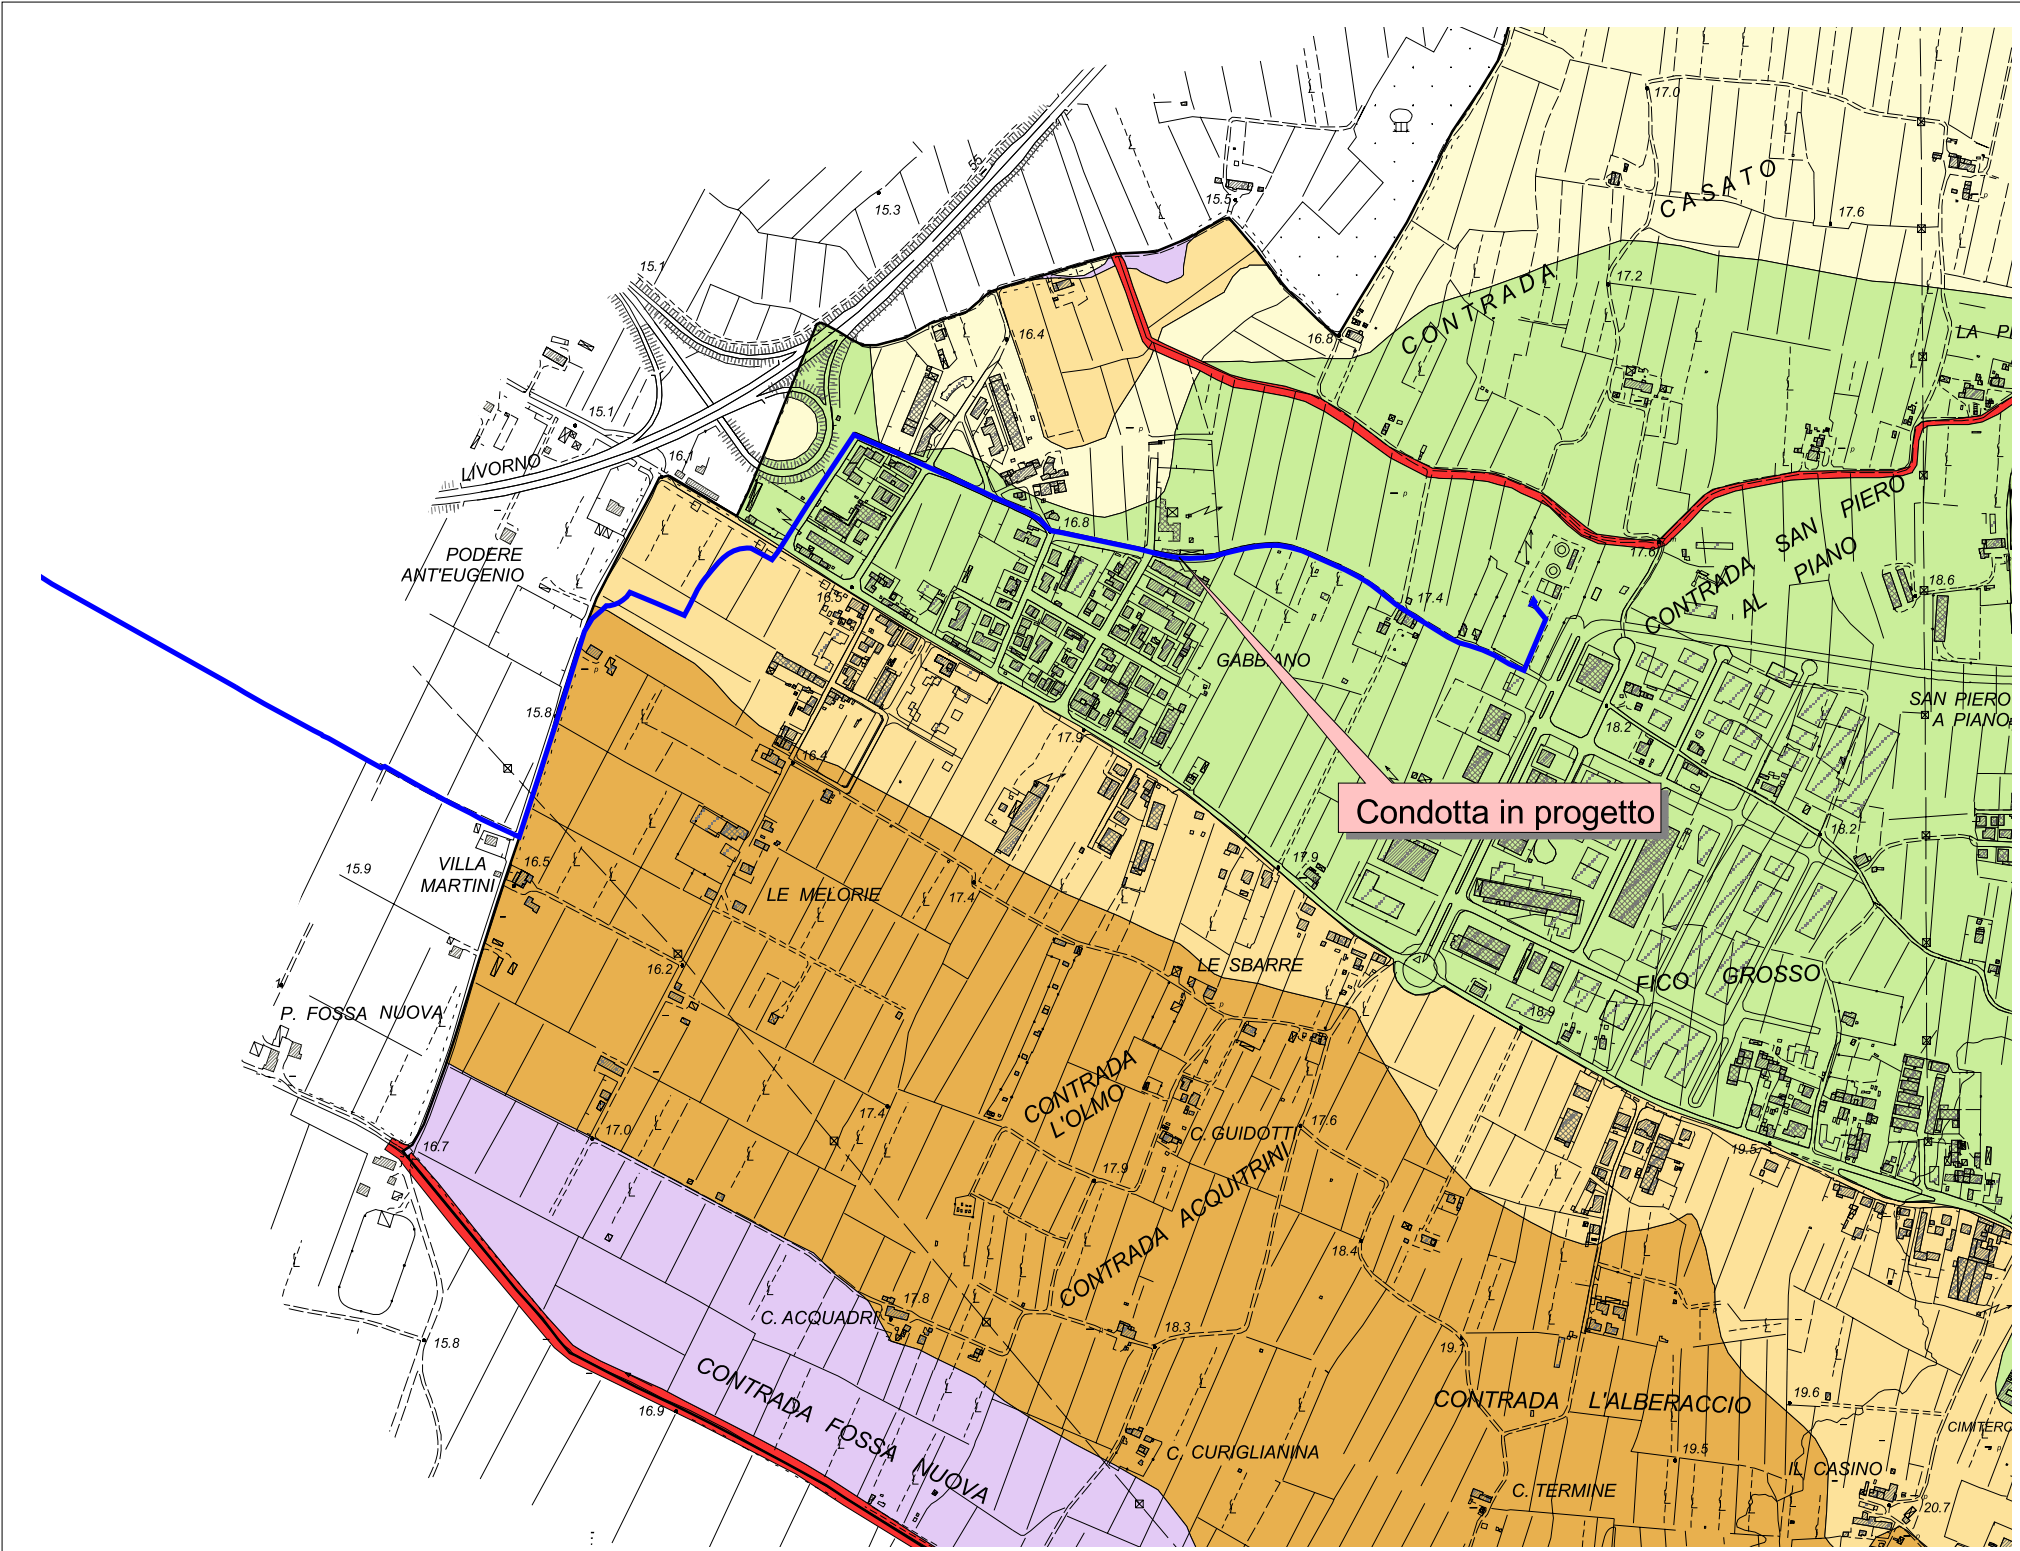 17.0
55
15.3
CASATO
15.5
17.6
15.1
CONTRADA
17.2
16.4
16.8
LA PI
15.1
LIVORNO
16.1
16.8
SAN PIERO
17.6
PODERE
ANT'EUGENIO
CONTRADA
AL
PIANO
18.6
16.5
17.4
GABBIANO
SAN PIERO
A PIANO
15.8
18.2
17.9
16.4
Condotta in progetto
18.2
15.9
VILLA
MARTINI
16.5
17.9
LE MELORIE
17.4
16.2
LE SBARRE
FICO GROSSO
P. FOSSA NUOVA
18.9
CONTRADA
L'OLMO
17.4
17.0
C. GUIDOTTI
17.6
16.7
19.5
17.9
CONTRADA ACQUITRINI
18.4
C. ACQUADRI
17.8
18.3
15.8
19.1
CONTRADA FOSSA NUOVA
16.9
CONTRADA L'ALBERACCIO
19.6
CIMITERO
C. CURIGLIANINA
19.5
IL CASINO
C. TERMINE
20.7